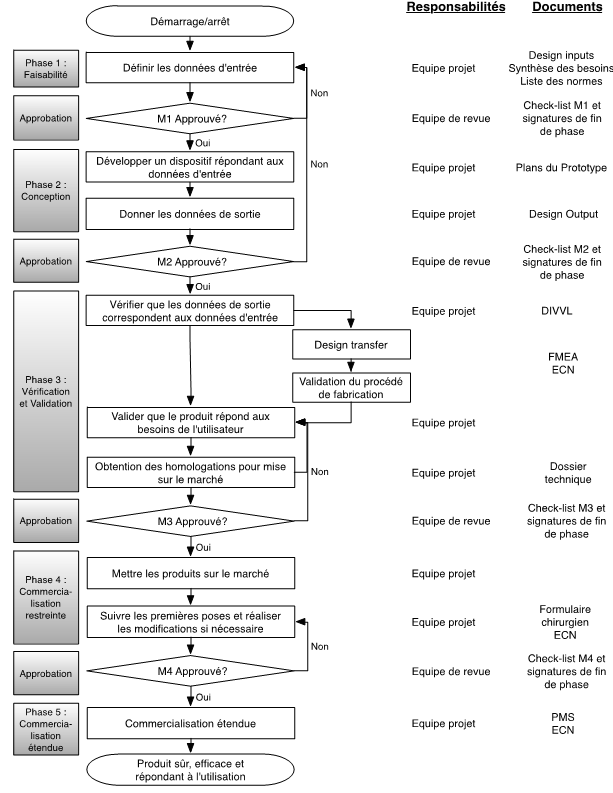 Responsabilités Documents
Démarrage/arrêt
Phase 1 :
Faisabilité
Définir les données d'entrée
Equipe projet
Design inputs
Synthèse des besoins
Liste des normes
Non
Approbation
M1 Approuvé?
Equipe de revue
Check-list M1 et
signatures de fin
de phase
Oui
Phase 2 :
Conception
Développer un dispositif répondant aux
données d'entrée
Non
Equipe projet
Plans du Prototype
Donner les données de sortie
Equipe projet
Design Output
Approbation
M2 Approuvé?
Equipe de revue
Check-list M2 et
signatures de fin
de phase
Oui
Phase 3 :
Vérification
et Validation
Vérifier que les données de sortie
correspondent aux données d'entrée
Equipe projet
DIVVL
Design transfer
FMEA
ECN
Validation du procédé
de fabrication
Valider que le produit répond aux
besoins de l'utilisateur
Equipe projet
Obtention des homologations pour mise
sur le marché
Non
Equipe projet
Dossier
technique
Approbation
M3 Approuvé?
Equipe de revue
Check-list M3 et
signatures de fin
de phase
Oui
Phase 4 :
Commercia-
lisation
restreinte
Mettre les produits sur le marché
Equipe projet
Suivre les premières poses et réaliser
les modifications si nécessaire
Equipe projet
Formulaire
chirurgien
ECN
Non
Approbation
M4 Approuvé?
Equipe de revue
Check-list M4 et
signatures de fin
de phase
Oui
Phase 5 :
Commercia-
lisation
étendue
Commercialisation étendue
Equipe projet
PMS
ECN
Produit sûr, efficace et
répondant à l'utilisation